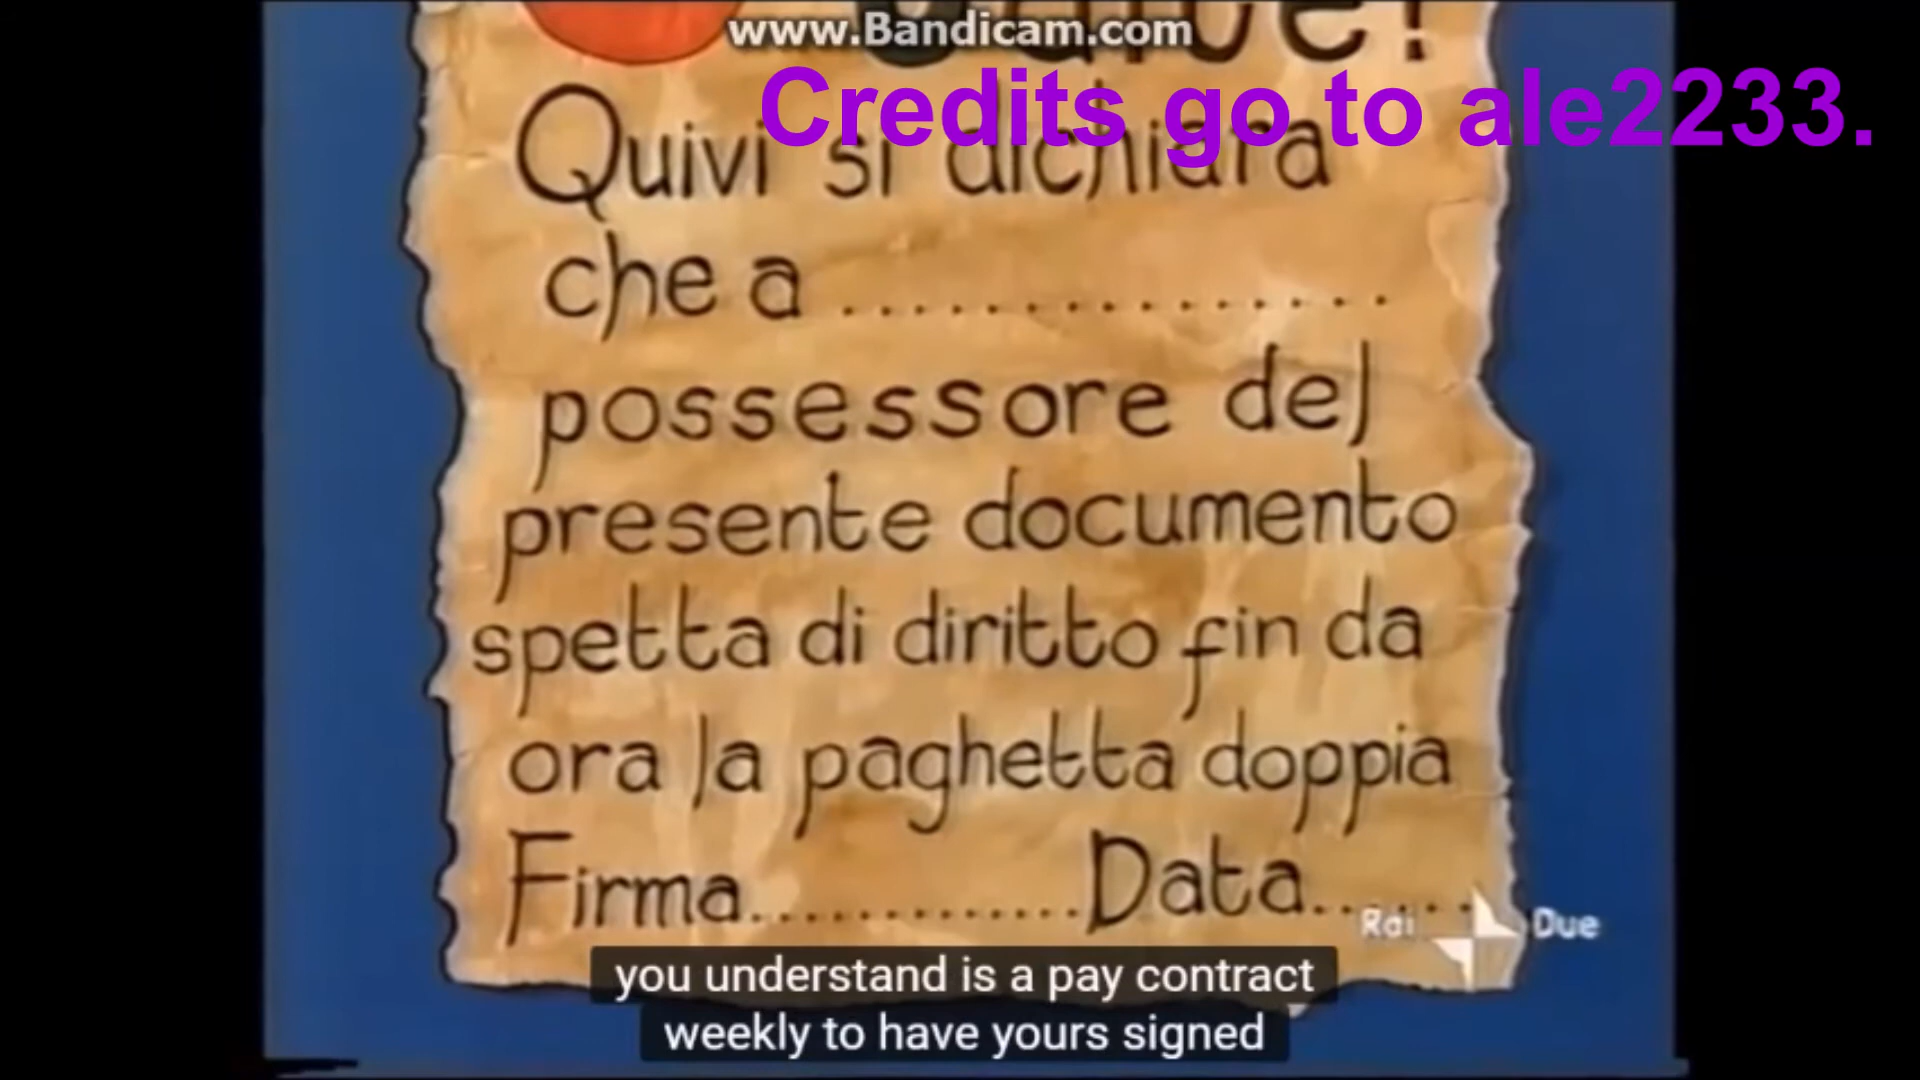 www.Bandicam.com
Credits go to ale2233.
Quivi si dichiara
che a ................
possessore del
presente documento
spetta di diritto fin da
ora la paghetta doppia
Firma..............Data.......
Rai Due
you understand is a pay contract
weekly to have yours signed